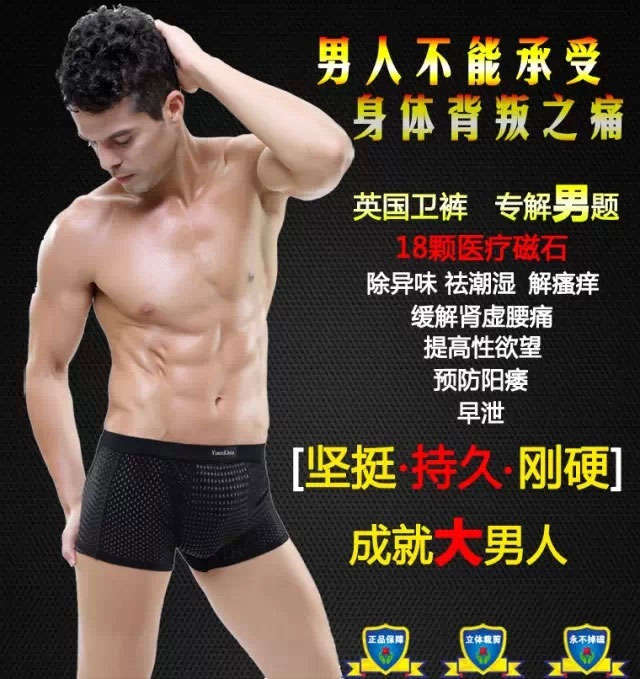 男人不能承受
身体背叛之痛
英国卫裤 专解男题
18颗医疗磁石
除异味 祛潮湿 解瘙痒
缓解肾虚腰痛
提高性欲望
预防阳痿
早泄
[坚挺·持久·刚硬]
成就大男人
正品保障
立体裁剪
永不掉磁